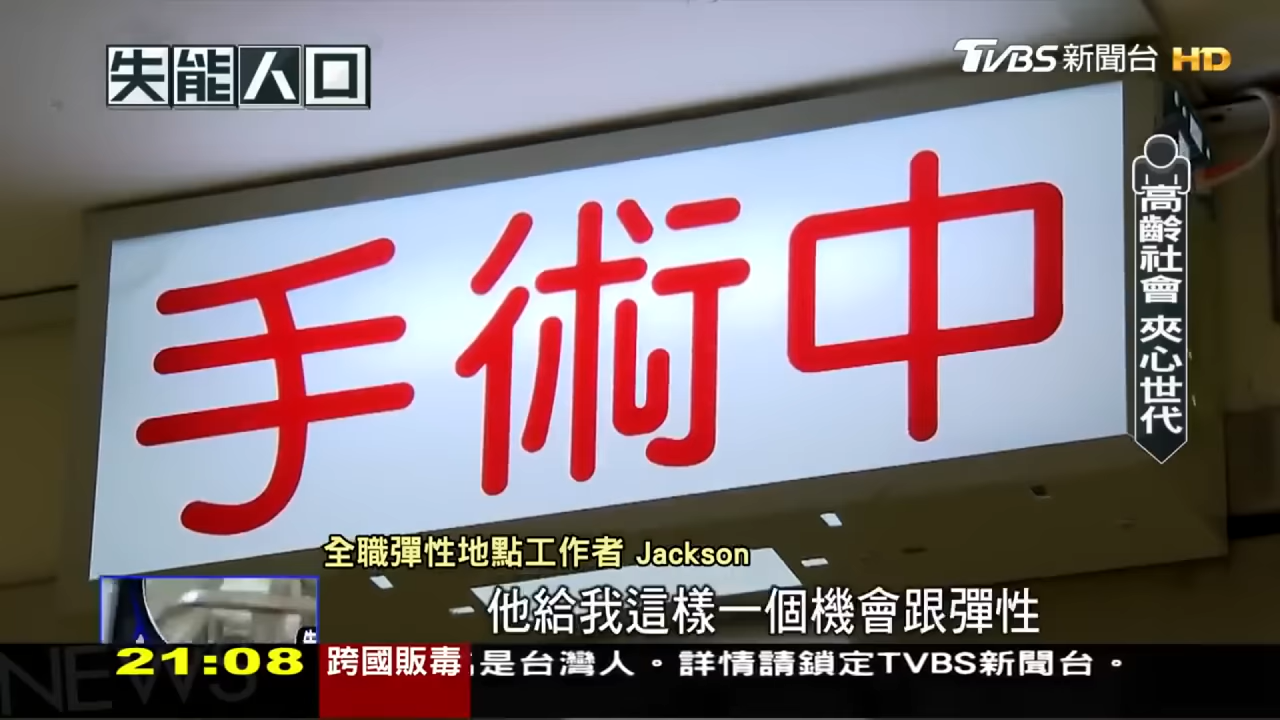 失能人口
TVBS新聞台 HD
高齡社會 夾心世代
手術中
全職彈性地點工作者 Jackson
他給我這樣一個機會跟彈性
NEWS
21:08
跨國販毒
是台灣人。詳情請鎖定TVBS新聞台。